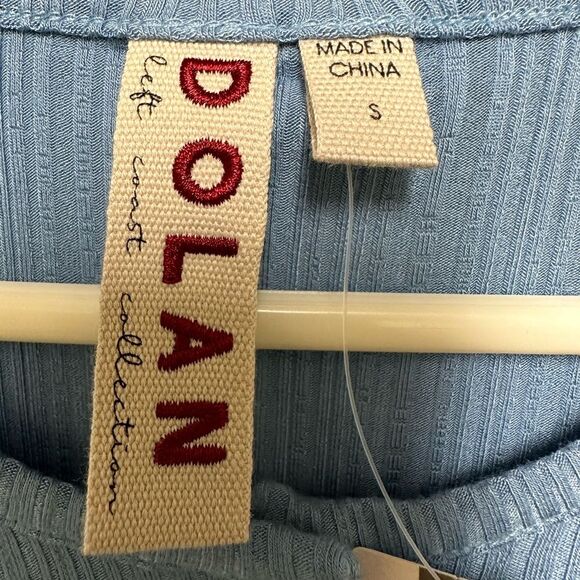 DOLAN
left coast collection
MADE IN
CHINA
S